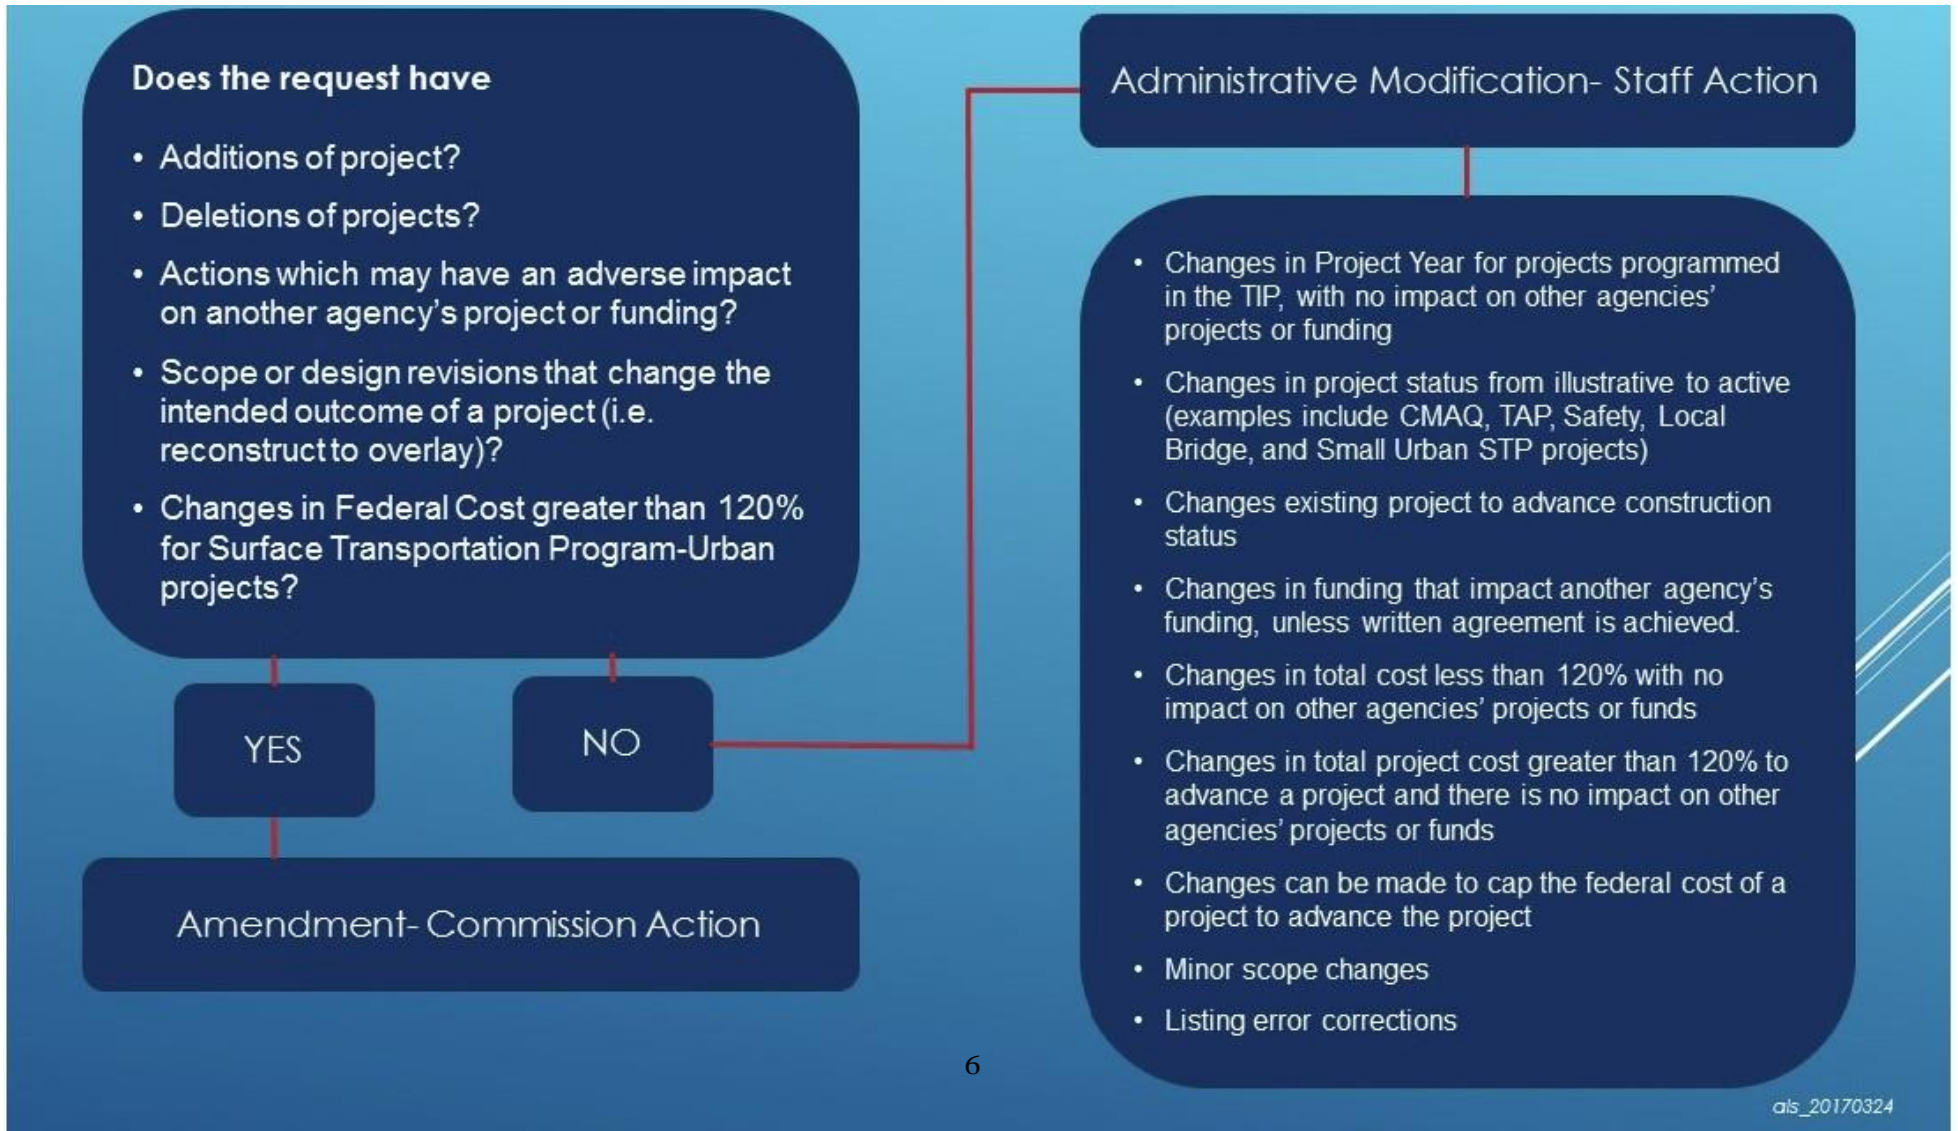 Does the request have
• Additions of project?
• Deletions of projects?
• Actions which may have an adverse impact
on another agency's project or funding?
• Scope or design revisions that change the
intended outcome of a project (i.e.
reconstruct to overlay)?
• Changes in Federal Cost greater than 120%
for Surface Transportation Program-Urban
projects?
YES
NO
Amendment- Commission Action
Administrative Modification- Staff Action
• Changes in Project Year for projects programmed
in the TIP, with no impact on other agencies'
projects or funding
• Changes in project status from illustrative to active
(examples include CMAQ, TAP, Safety, Local
Bridge, and Small Urban STP projects)
• Changes existing project to advance construction
status
• Changes in funding that impact another agency's
funding, unless written agreement is achieved.
• Changes in total cost less than 120% with no
impact on other agencies' projects or funds
• Changes in total project cost greater than 120% to
advance a project and there is no impact on other
agencies' projects or funds
• Changes can be made to cap the federal cost of a
project to advance the project
• Minor scope changes
• Listing error corrections
6
als_20170324